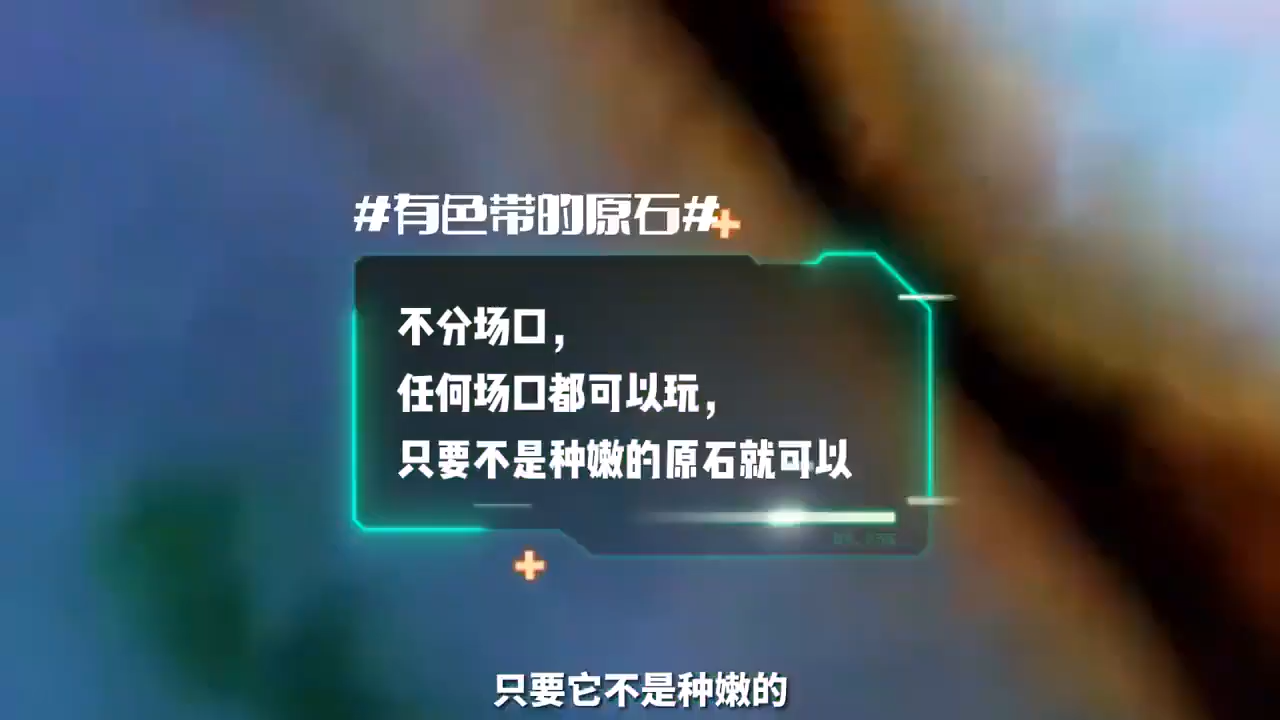 #有色带的原石#
不分场口，
任何场口都可以玩，
只要不是种嫩的原石就可以
只要它不是种嫩的